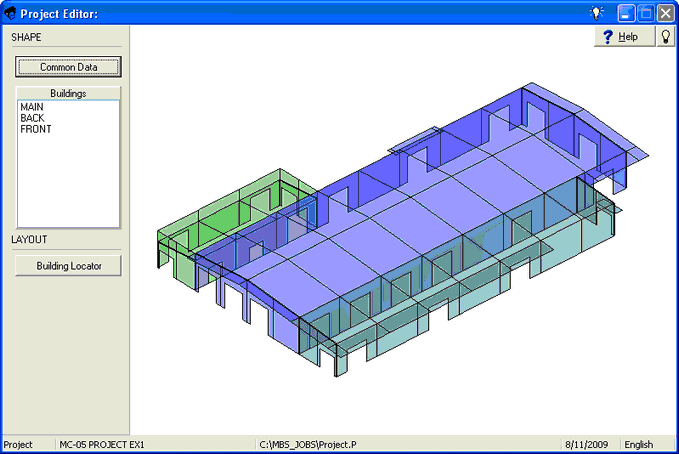 Project Editor:
SHAPE
Help
Common Data
Buildings
MAIN
BACK
FRONT
LAYOUT
Building Locator
Project MC-05 PROJECT EX1 C:\MBS_JOBS\Project.P 8/11/2009 English